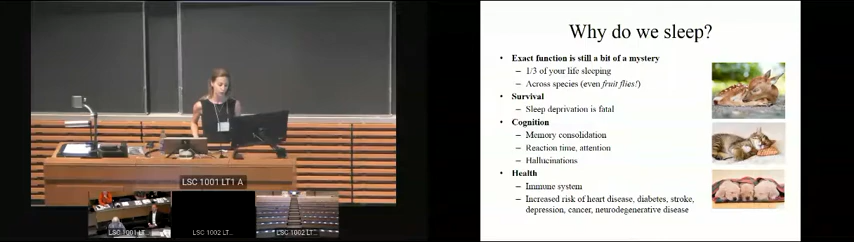 Why do we sleep?
• Exact function is still a bit of a mystery
– 1/3 of your life sleeping
– Across species (even fruit flies!)
• Survival
– Sleep deprivation is fatal
• Cognition
– Memory consolidation
– Reaction time, attention
– Hallucinations
• Health
– Immune system
– Increased risk of heart disease, diabetes, stroke,
depression, cancer, neurodegenerative disease
LSC 1001 LT1 A
LSC 1001 LT...
LSC 1002 LT...
LSC 1002 LT...